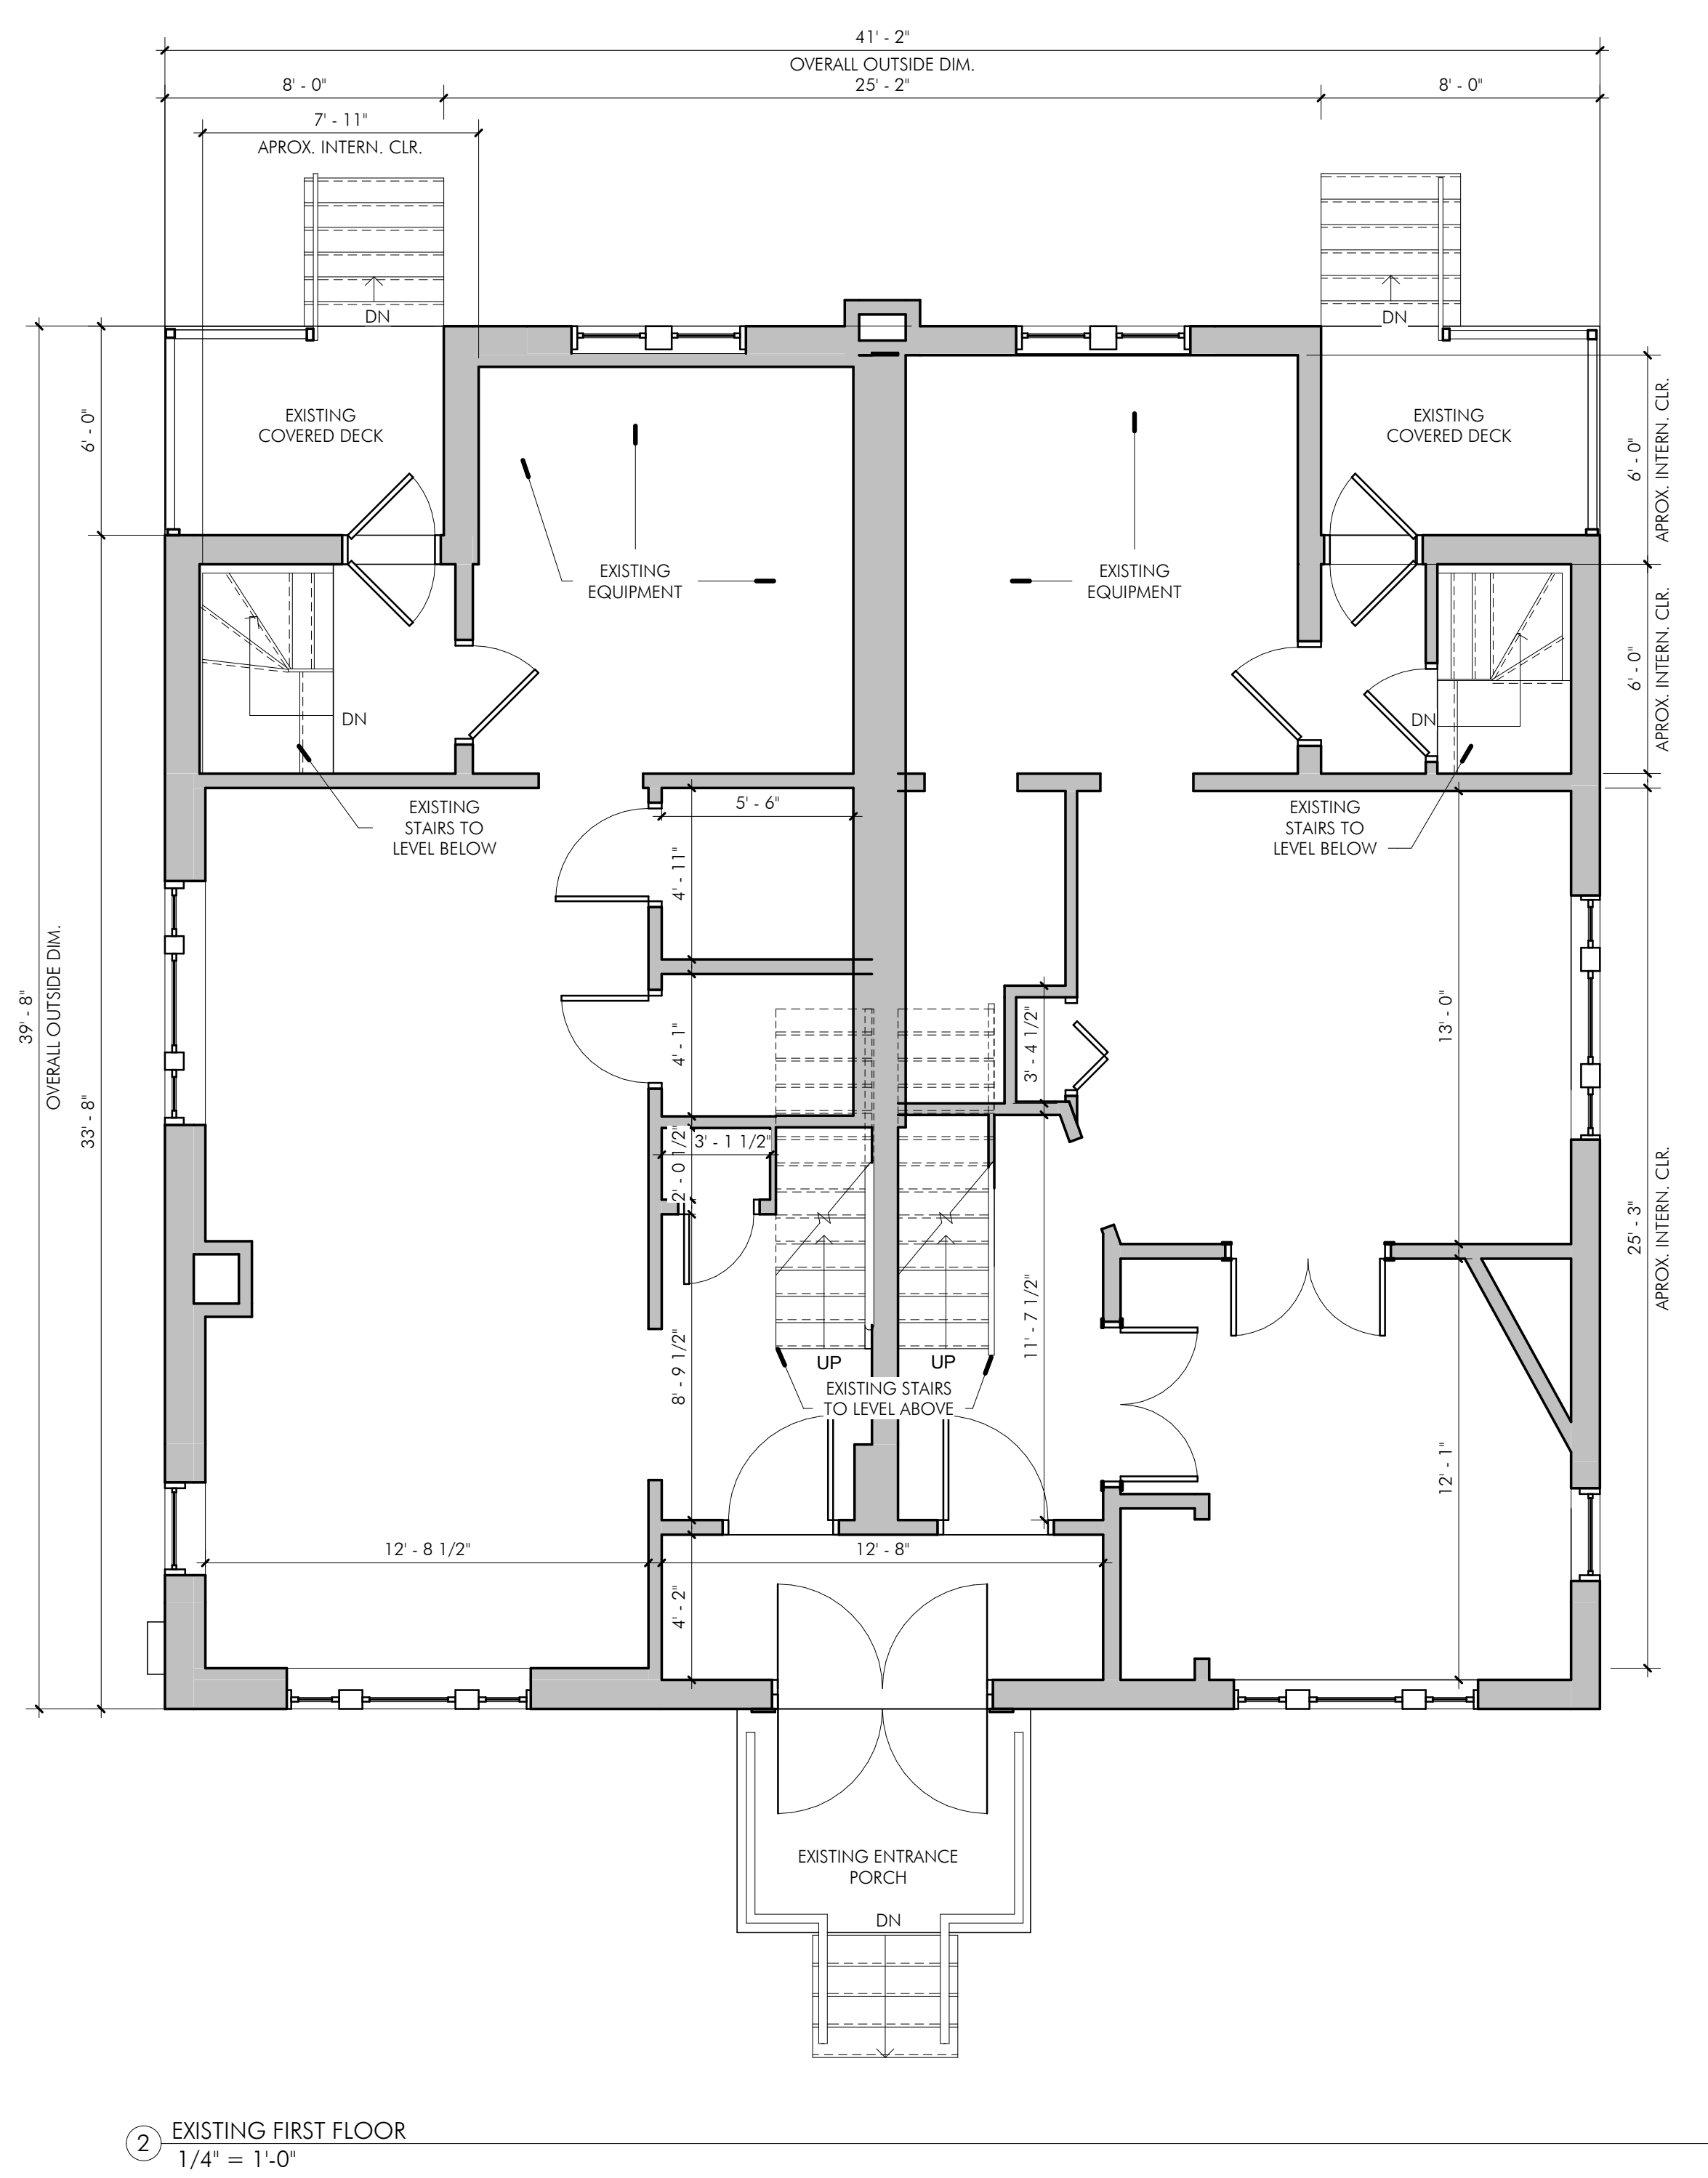 41' - 2"
OVERALL OUTSIDE DIM.
8' - 0"
25' - 2"
8' - 0"
7' - 11"
APROX. INTERN. CLR.
DN
DN
EXISTING
COVERED DECK
EXISTING
COVERED DECK
6' - 0"
6' - 0"
APROX. INTERN. CLR.
EXISTING
EQUIPMENT
EXISTING
EQUIPMENT
6' - 0"
APROX. INTERN. CLR.
DN
DN
EXISTING
STAIRS TO
LEVEL BELOW
5' - 6"
EXISTING
STAIRS TO
LEVEL BELOW
4' - 11"
39' - 8"
OVERALL OUTSIDE DIM.
33' - 8"
4' - 1"
3' - 4 1/2"
13' - 0"
2' - 0 1/2"
3' - 1 1/2"
25' - 3"
APROX. INTERN. CLR.
8' - 9 1/2"
11' - 7 1/2"
UP
UP
EXISTING STAIRS
TO LEVEL ABOVE
12' - 1"
12' - 8 1/2"
12' - 8"
4' - 2"
EXISTING ENTRANCE
PORCH
DN
2
EXISTING FIRST FLOOR
1/4" = 1'-0"